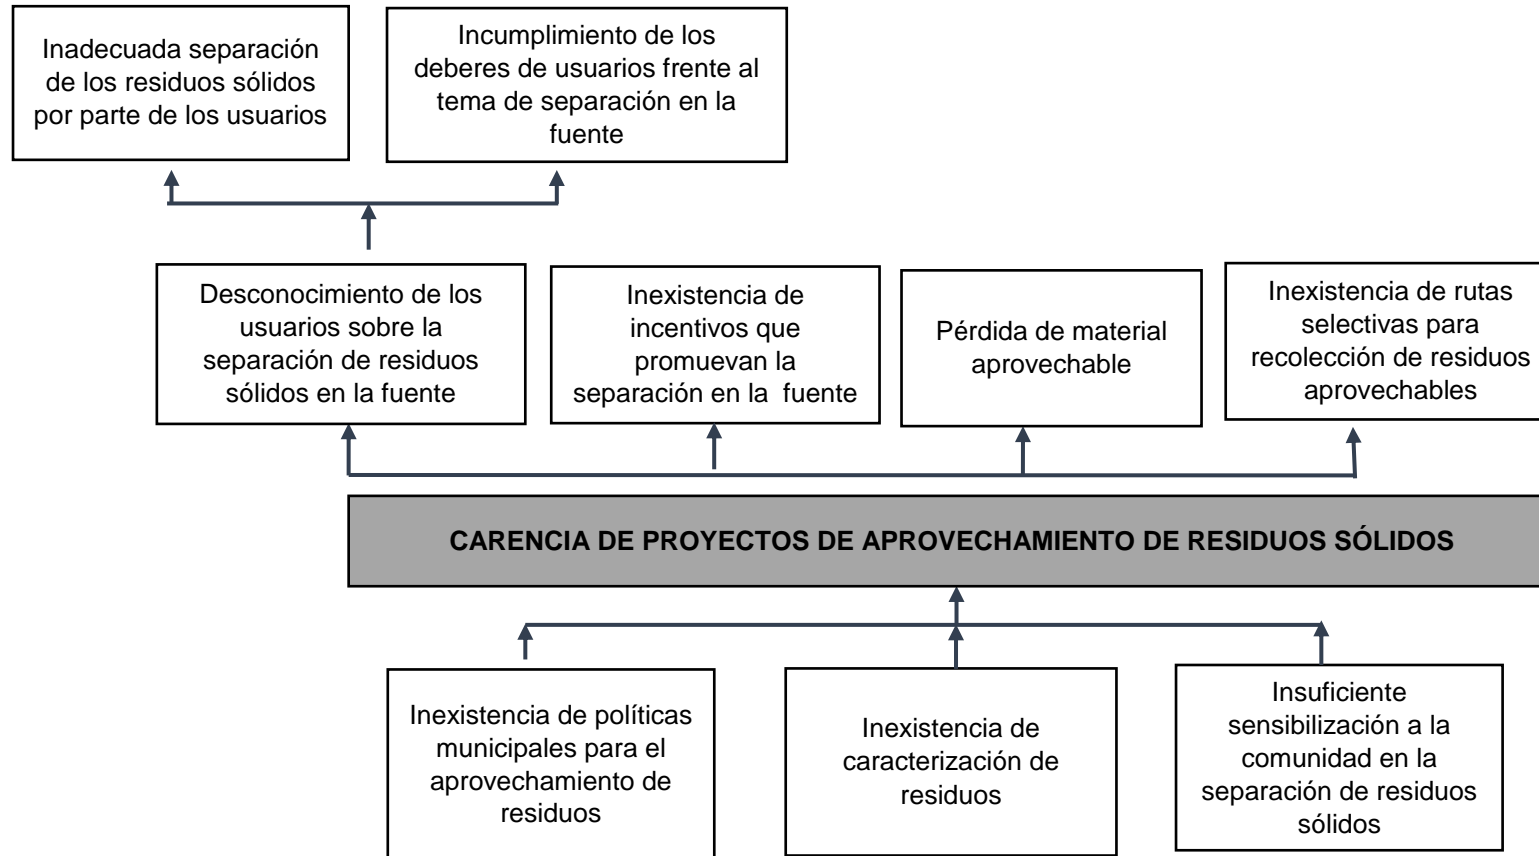 Inadecuada separación
de los residuos sólidos
por parte de los usuarios
Incumplimiento de los
deberes de usuarios frente al
tema de separación en la
fuente
Desconocimiento de los
usuarios sobre la
separación de residuos
sólidos en la fuente
Inexistencia de
incentivos que
promuevan la
separación en la  fuente
Pérdida de material
aprovechable
Inexistencia de rutas
selectivas para
recolección de residuos
aprovechables
CARENCIA DE PROYECTOS DE APROVECHAMIENTO DE RESIDUOS SÓLIDOS
Inexistencia de políticas
municipales para el
aprovechamiento de
residuos
Inexistencia de
caracterización de
residuos
Insuficiente
sensibilización a la
comunidad en la
separación de residuos
sólidos